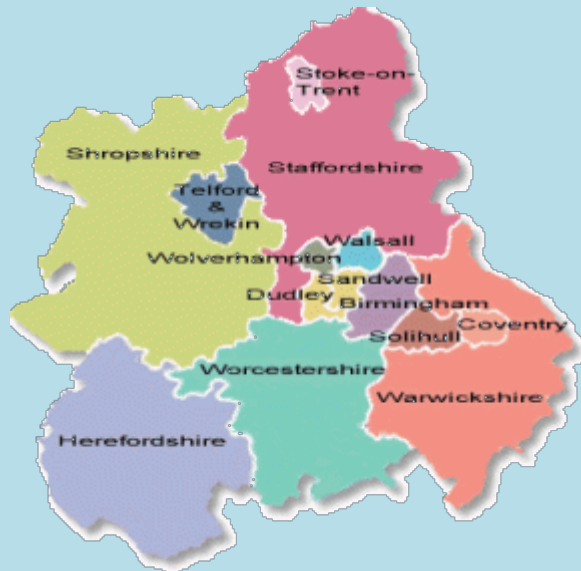 Stoke-on-
Trent
Shropshire
Staffordshire
Telford
&
Wrekin
Walsall
Wolverhampton
Sandwell
Dudley
Birmingham
Coventry
Solihull
Worcestershire
Warwickshire
Herefordshire